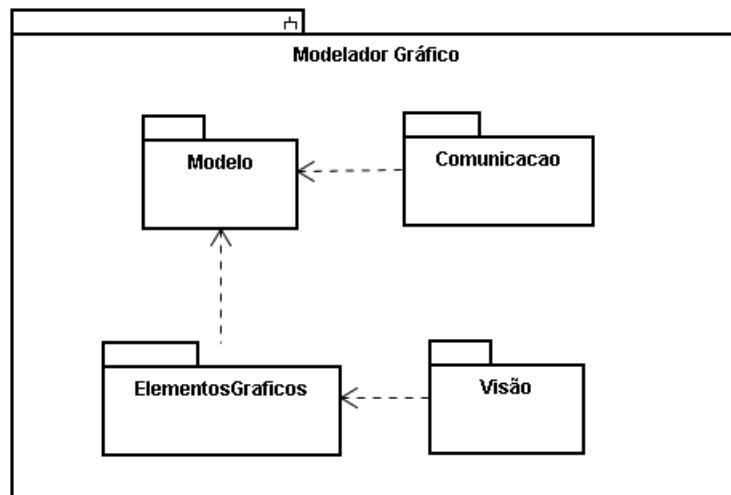 Modelador Gráfico
Modelo
Comunicacao
ElementosGraficos
Visão